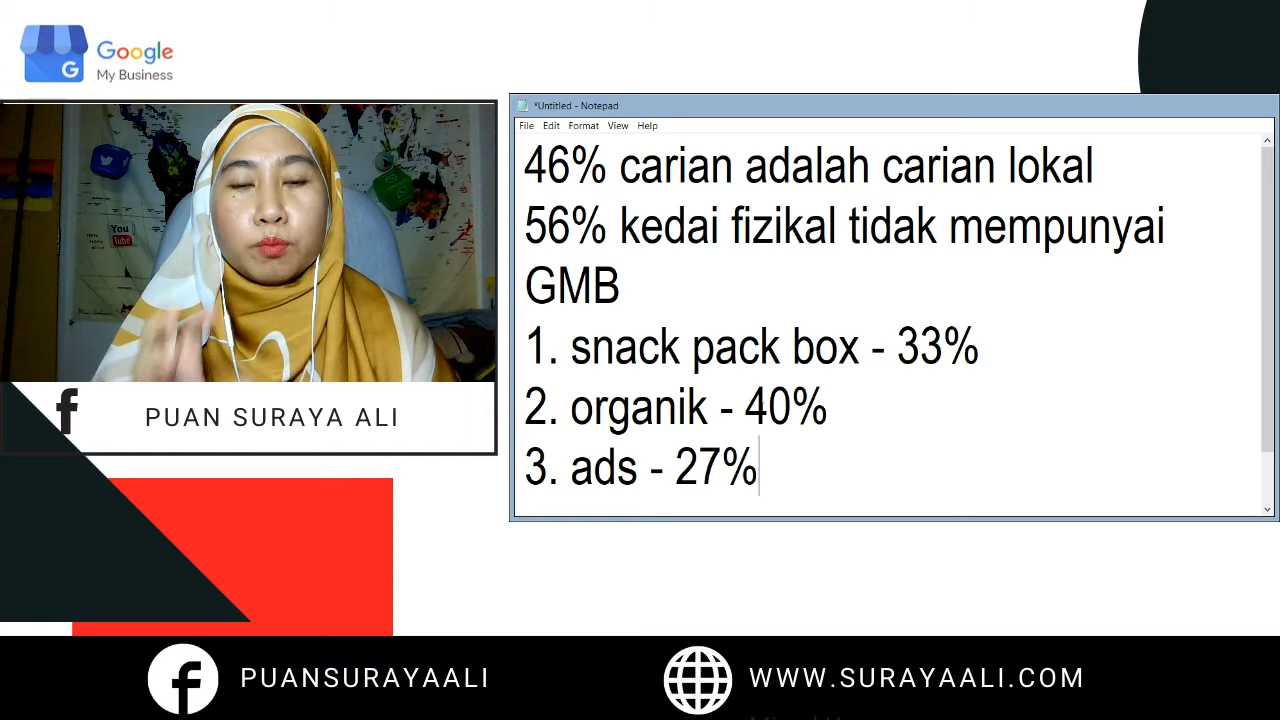 Google
My Business
*Untitled - Notepad
File Edit Format View Help
46% carian adalah carian lokal
56% kedai fizikal tidak mempunyai
GMB
1. snack pack box - 33%
2. organik - 40%
3. ads - 27%
You
Tube
PUAN SURAYA ALI
PUANSURAYAALI
WWW.SURAYAALI.COM